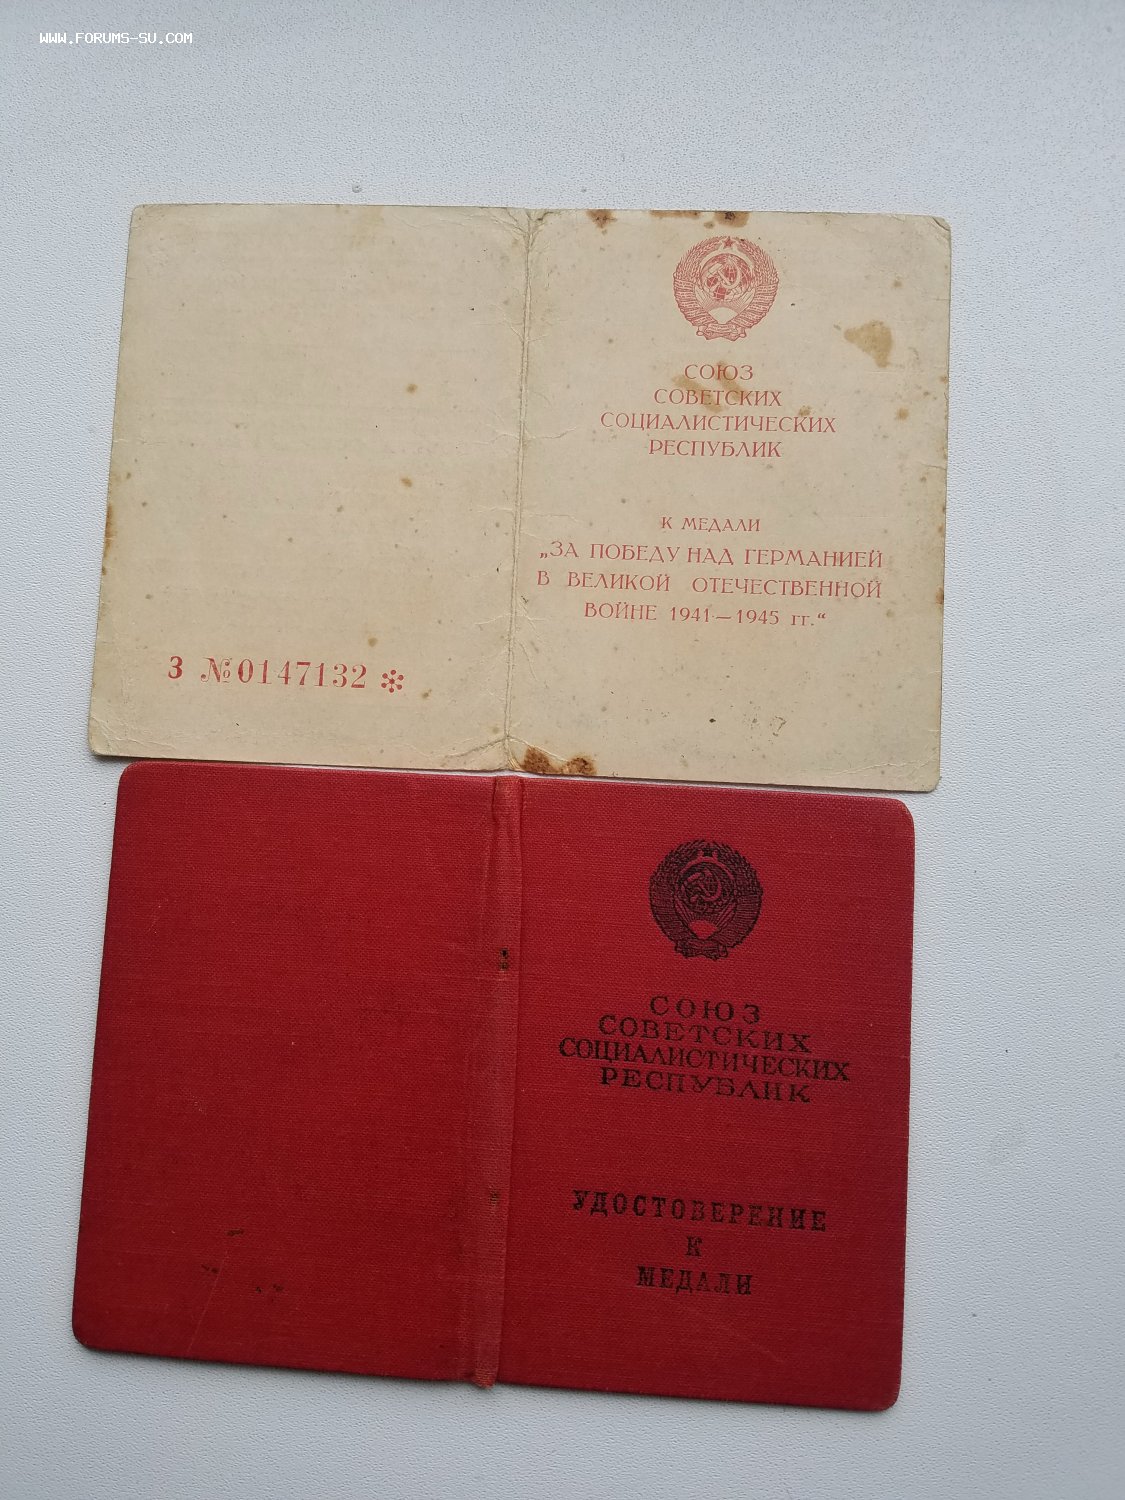 WWW.FORUMS-SU.COM
СОЮЗ
СОВЕТСКИХ
СОЦИАЛИСТИЧЕСКИХ
РЕСПУБЛИК
К МЕДАЛИ
„ЗА ПОБЕДУ НАД ГЕРМАНИЕЙ
В ВЕЛИКОЙ ОТЕЧЕСТВЕННОЙ
ВОЙНЕ 1941—1945 гг.“
З №0147132 *
СОЮЗ
СОВЕТСКИХ
СОЦИАЛИСТИЧЕСКИХ
РЕСПУБЛИК
УДОСТОВЕРЕНИЕ
К
МЕДАЛИ